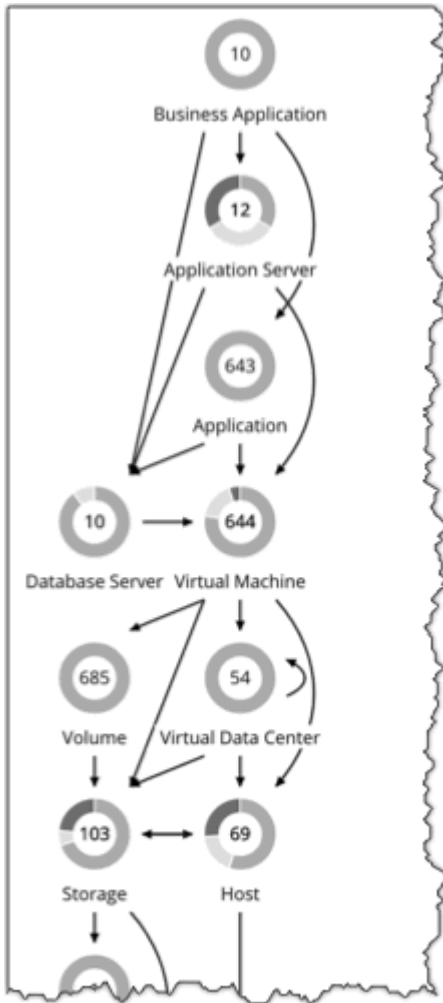 10
Business Application
12
Application Server
643
Application
10
644
Database Server
Virtual Machine
685
54
Volume
Virtual Data Center
103
69
Storage
Host